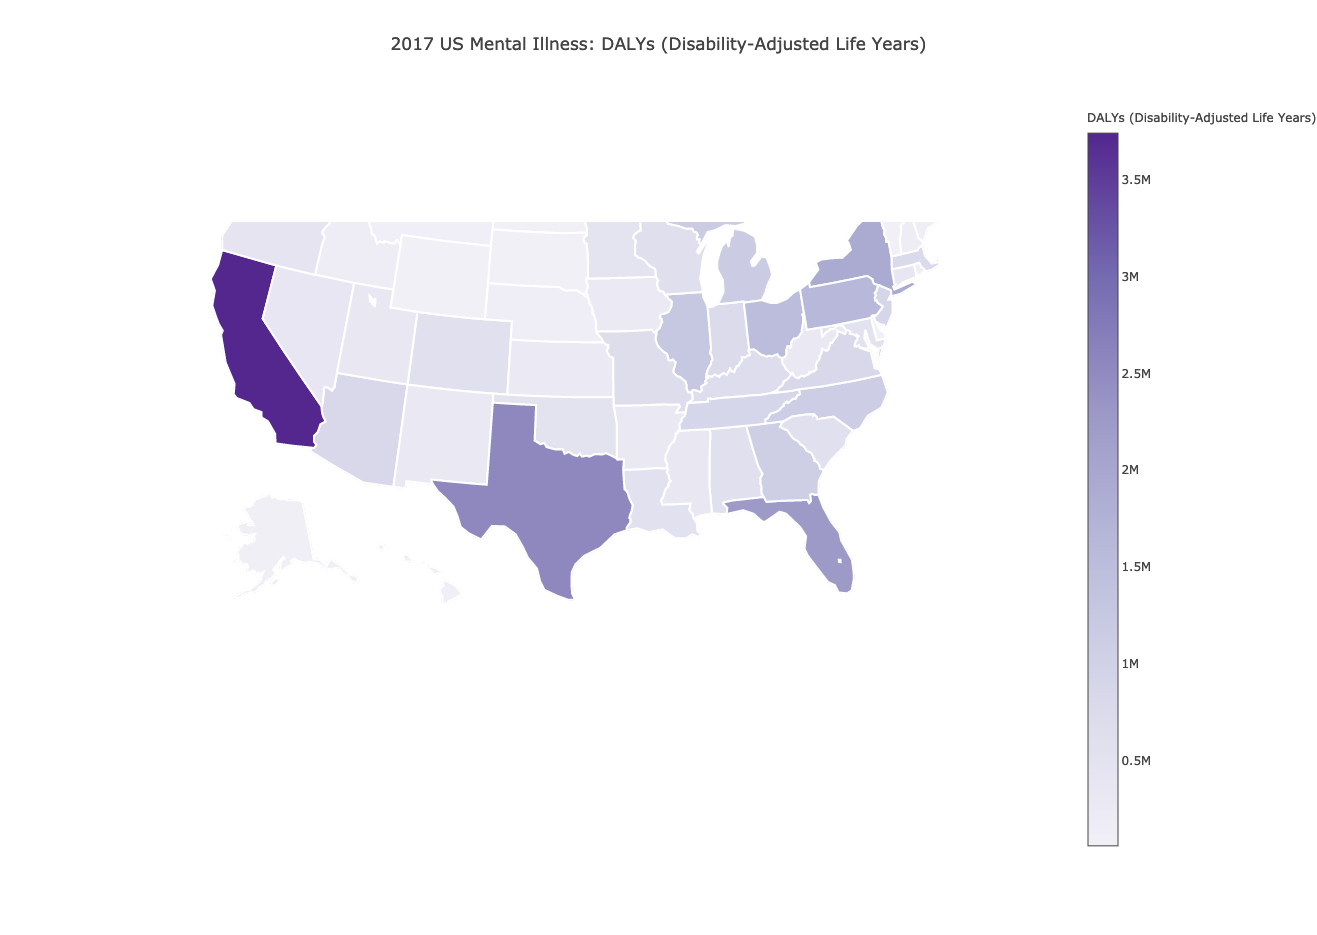 2017 US Mental Illness: DALYs (Disability-Adjusted Life Years)
DALYs (Disability-Adjusted Life Years)
3.5M
3M
2.5M
2M
1.5M
1M
0.5M